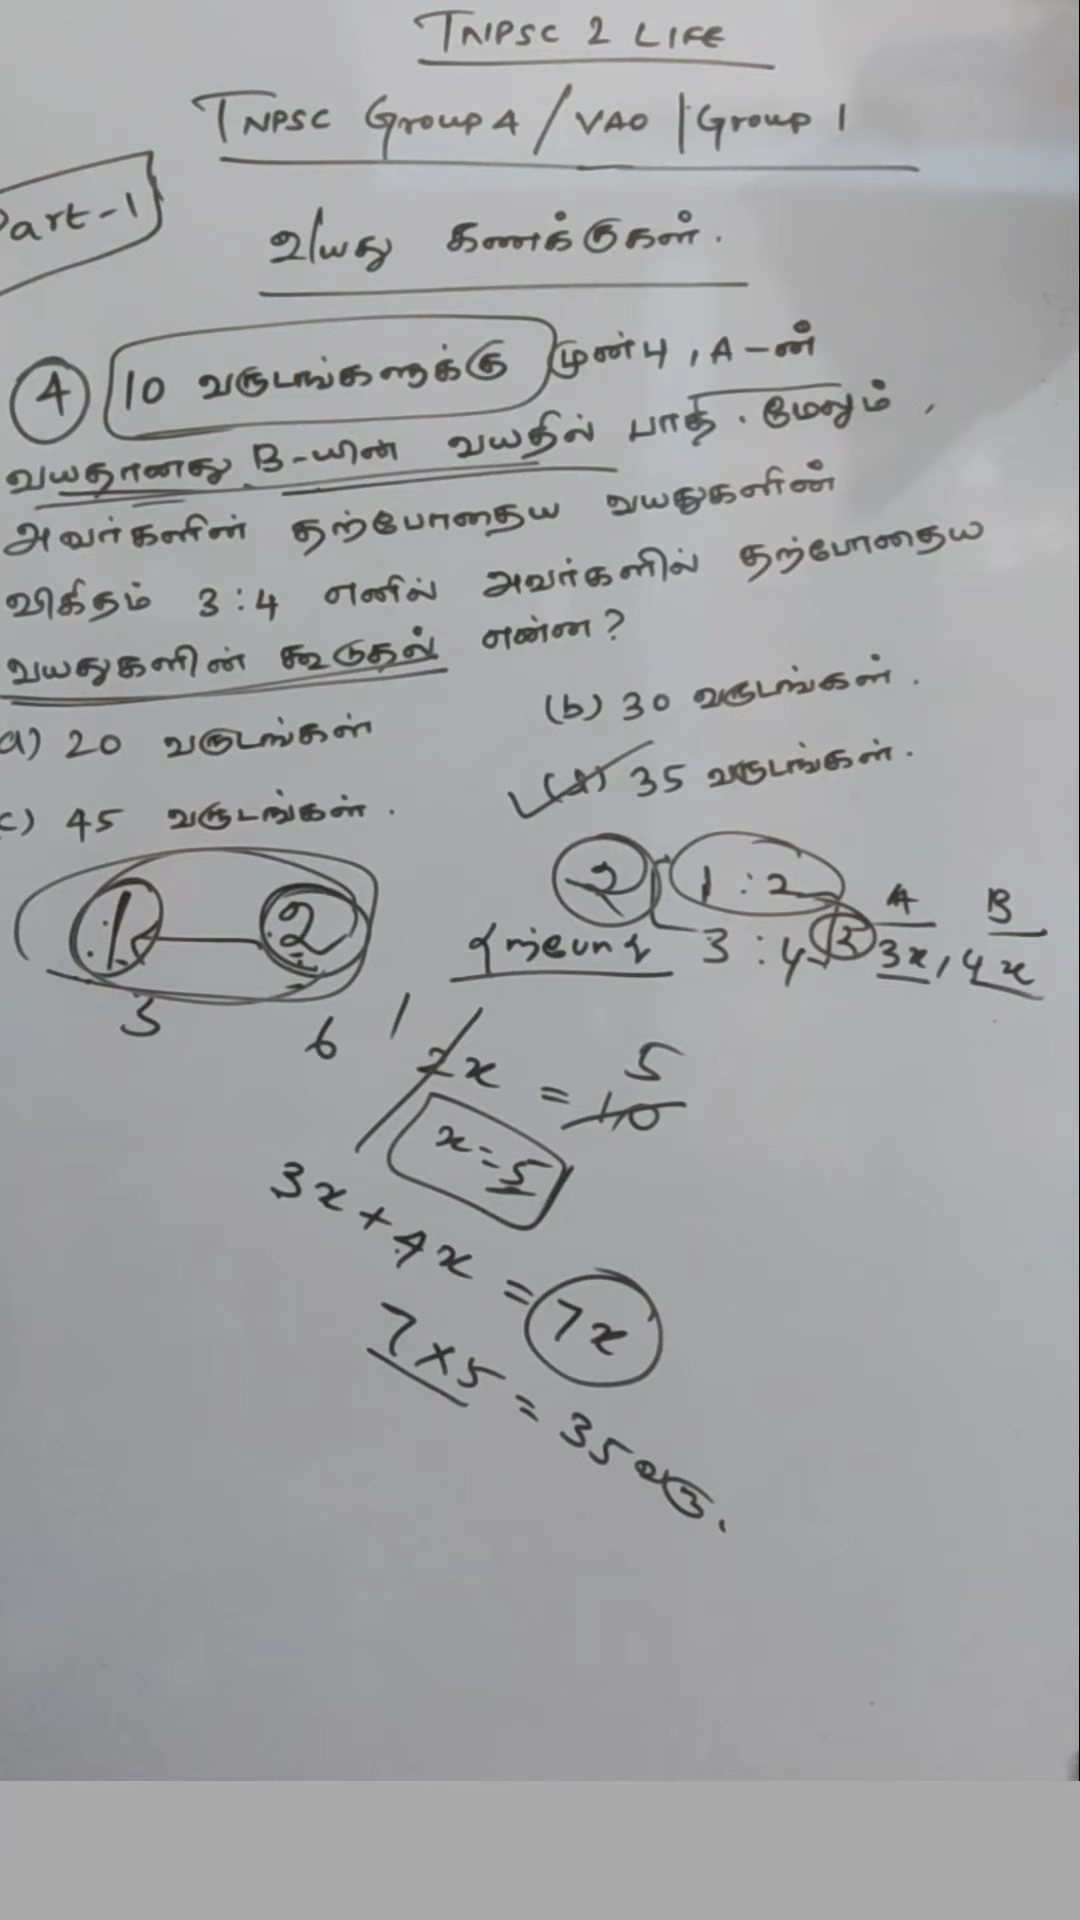 TNPSC 2 LIFE
TNPSC Group 4 / VAO | Group 1
Part-1
வயது கணக்குகள்.
4 10 வருடங்களுக்கு முன்பு, A-ன்
வயதானது B-யின் வயதில் பாதி. மேலும்,
அவர்களின் தற்போதைய வயதுகளின்
விகிதம் 3:4 எனில் அவர்களில் தற்போதைய
வயதுகளின் கூடுதல் என்ன?
a) 20 வருடங்கள் (b) 30 வருடங்கள்.
c) 45 வருடங்கள். (d) 35 வருடங்கள்.
1 2 2 1:2 A B
3:4 3x, 4x
3 6
2x = 10 5
x=5
3x+4x = 7x
7×5 = 35 வரு.